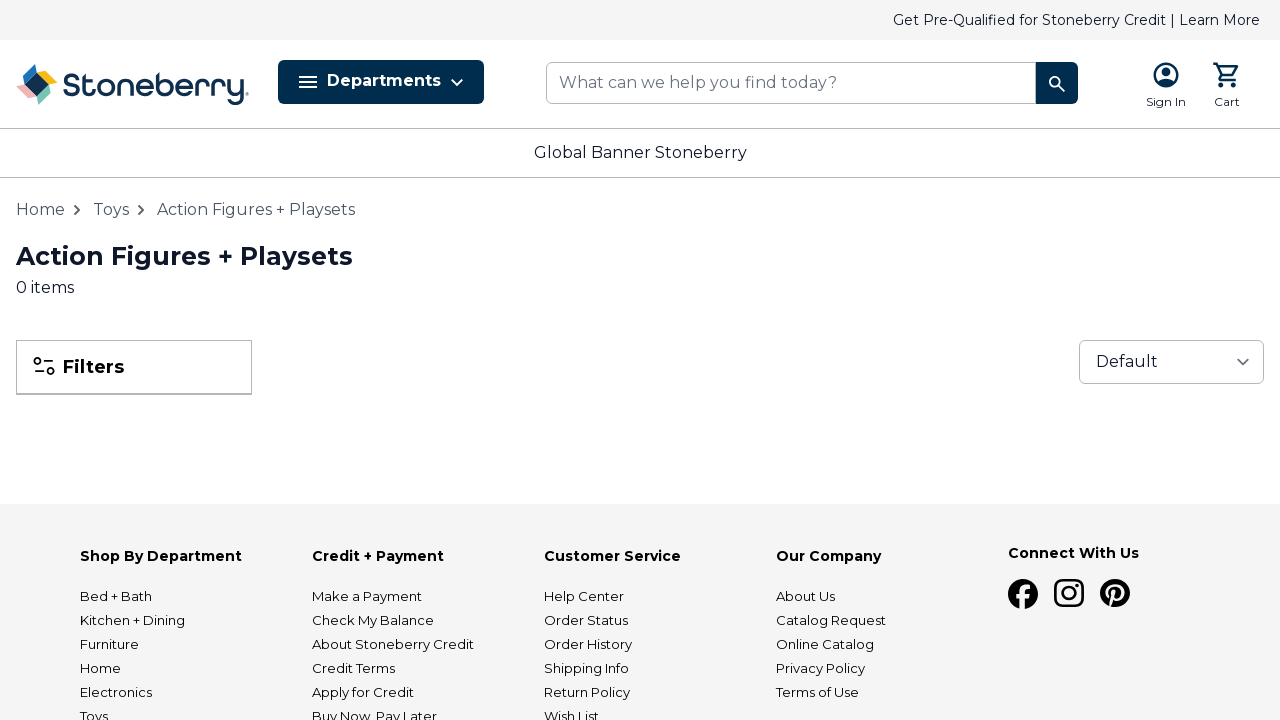 Get Pre-Qualified for Stoneberry Credit | Learn More
Stoneberry®
Departments
What can we help you find today?
Sign In
Cart
Global Banner Stoneberry
Home > Toys > Action Figures + Playsets
Action Figures + Playsets
0 items
Filters
Default
Shop By Department
Bed + Bath
Kitchen + Dining
Furniture
Home
Electronics
Toys
Credit + Payment
Make a Payment
Check My Balance
About Stoneberry Credit
Credit Terms
Apply for Credit
Buy Now, Pay Later
Customer Service
Help Center
Order Status
Order History
Shipping Info
Return Policy
Wish List
Our Company
About Us
Catalog Request
Online Catalog
Privacy Policy
Terms of Use
Connect With Us